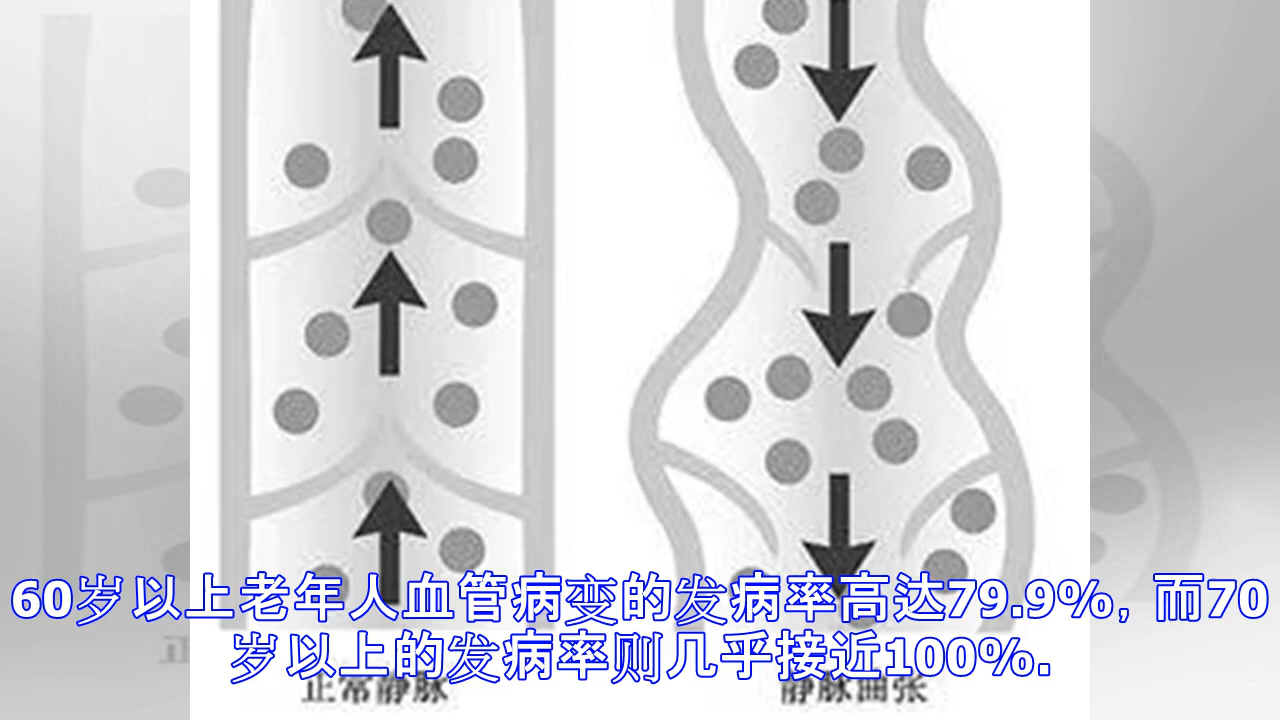 60岁以上老年人血管病变的发病率高达79.9%, 而70
岁以上的发病率则几乎接近100%.
正常静脉
静脉曲张